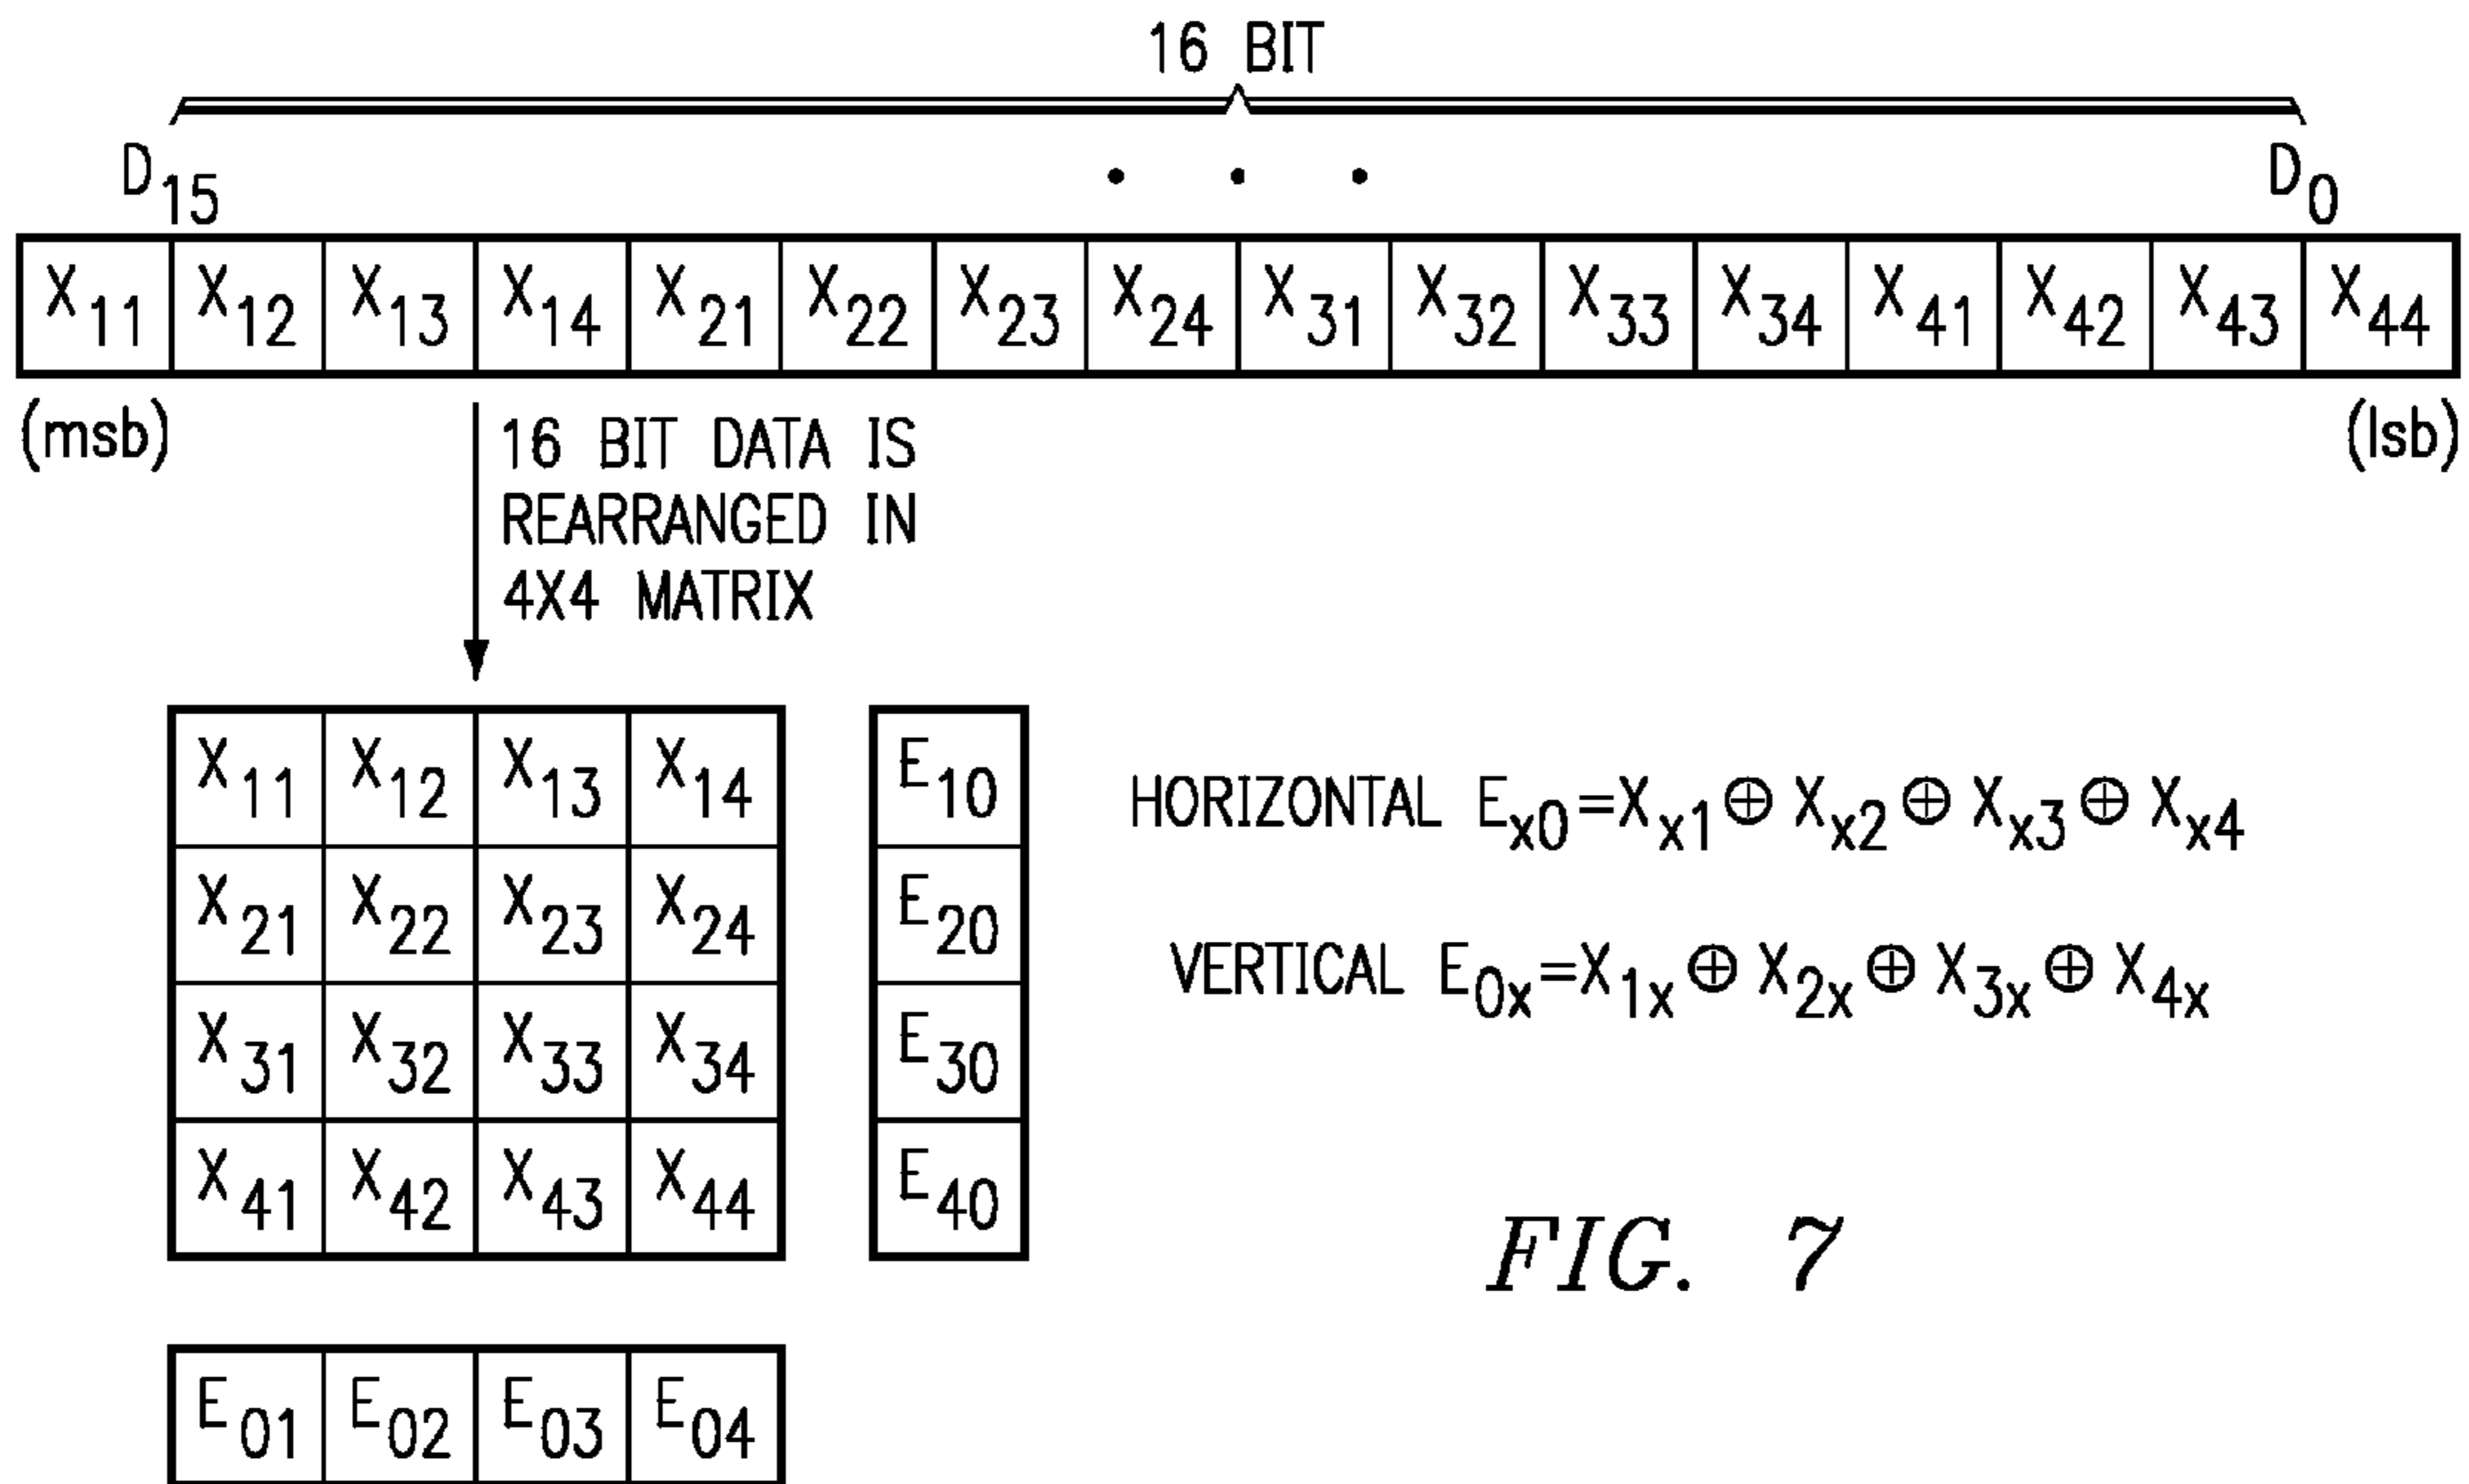 16 BIT
D15 • • • D0
X11 X12 X13 X14 X21 X22 X23 X24 X31 X32 X33 X34 X41 X42 X43 X44
(msb) (lsb)
16 BIT DATA IS
REARRANGED IN
4X4 MATRIX
X11 X12 X13 X14 E10
X21 X22 X23 X24 E20
X31 X32 X33 X34 E30
X41 X42 X43 X44 E40
HORIZONTAL Ex0=Xx1⊕Xx2⊕Xx3⊕Xx4
VERTICAL E0x=X1x⊕X2x⊕X3x⊕X4x
E01 E02 E03 E04
FIG. 7